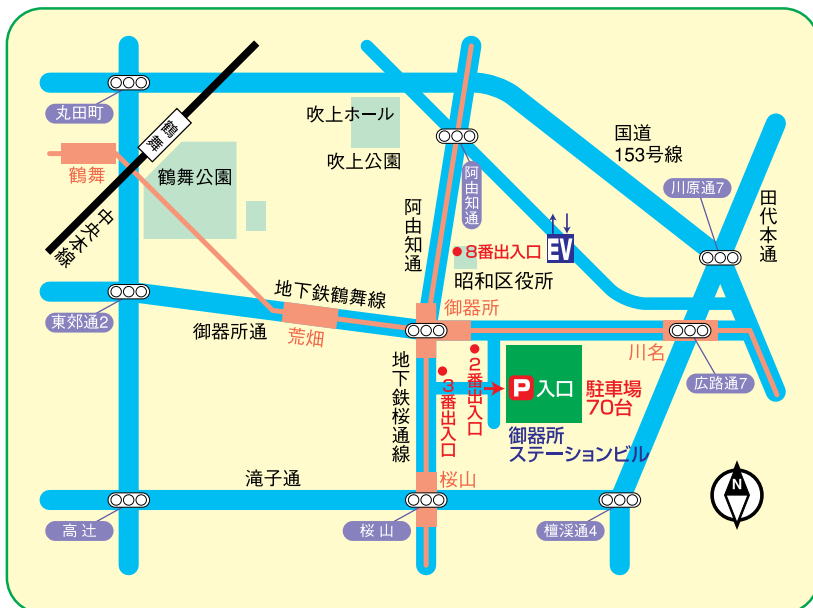 丸田町
鶴舞
鶴舞
中央本線
鶴舞公園
吹上ホール
吹上公園
阿由知通
阿由知通
国道
153号線
川原通7
田代本通
8番出入口
EV
昭和区役所
地下鉄鶴舞線
御器所
東郊通2
御器所通
荒畑
川名
広路通7
地下鉄桜通線
3番出入口
2番出入口
P入口
駐車場
70台
御器所
ステーションビル
滝子通
桜山
N
高辻
桜山
檀渓通4